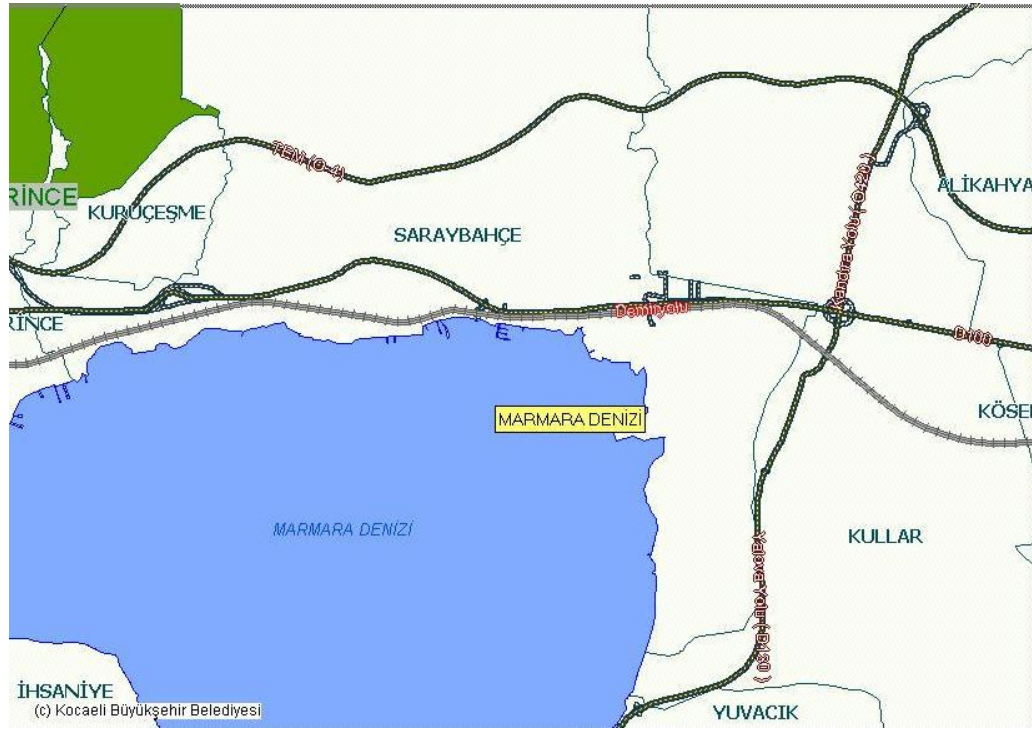 TEM (O-4)
ALİKAHYA
RİNCE
KURUÇEŞME
SARAYBAHÇE
Kandıra Yolu ( O420 )
RİNCE
Demiryolu
D100
KÖSE
MARMARA DENİZİ
MARMARA DENİZİ
KULLAR
Yalova Yolu ( D130 )
İHSANİYE
(c) Kocaeli Büyükşehir Belediyesi
YUVACIK